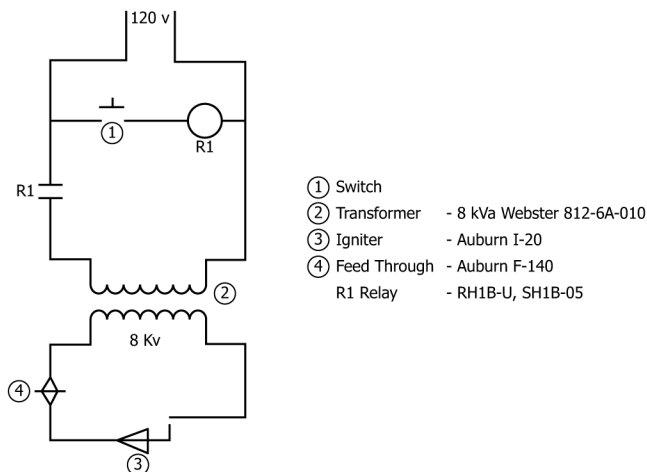 120 v
1
R1
R1
2
8 Kv
4
3
1 Switch
2 Transformer - 8 kVa Webster 812-6A-010
3 Igniter - Auburn I-20
4 Feed Through - Auburn F-140
R1 Relay - RH1B-U, SH1B-05